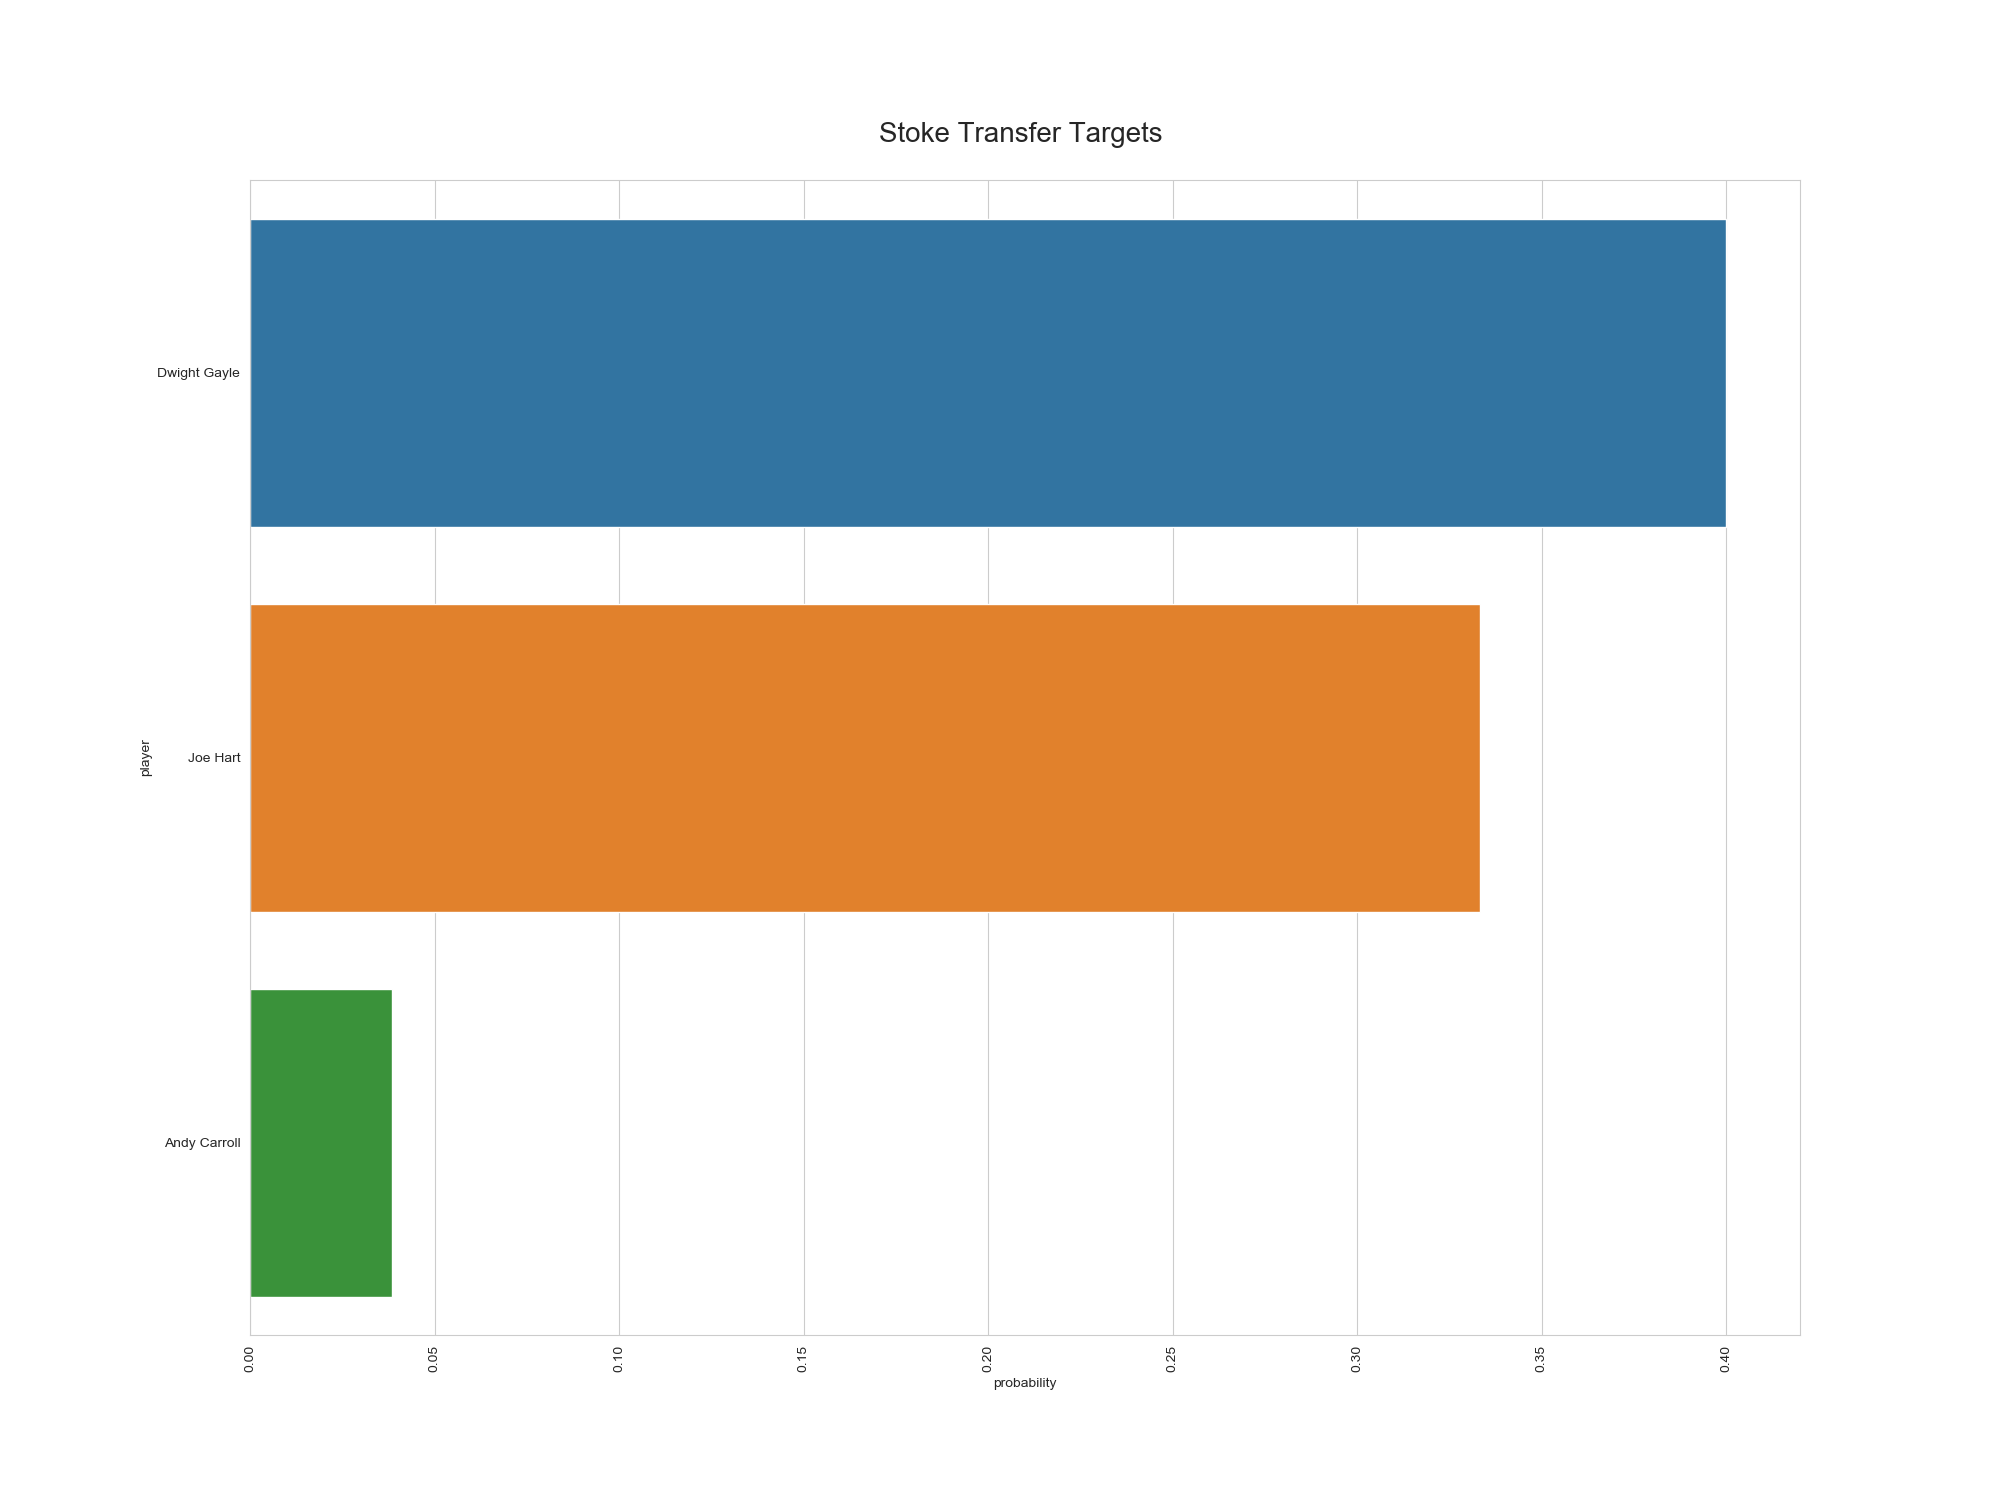 Stoke Transfer Targets
Dwight Gayle
Joe Hart
Andy Carroll
player
0.00
0.05
0.10
0.15
0.20
0.25
0.30
0.35
0.40
probability